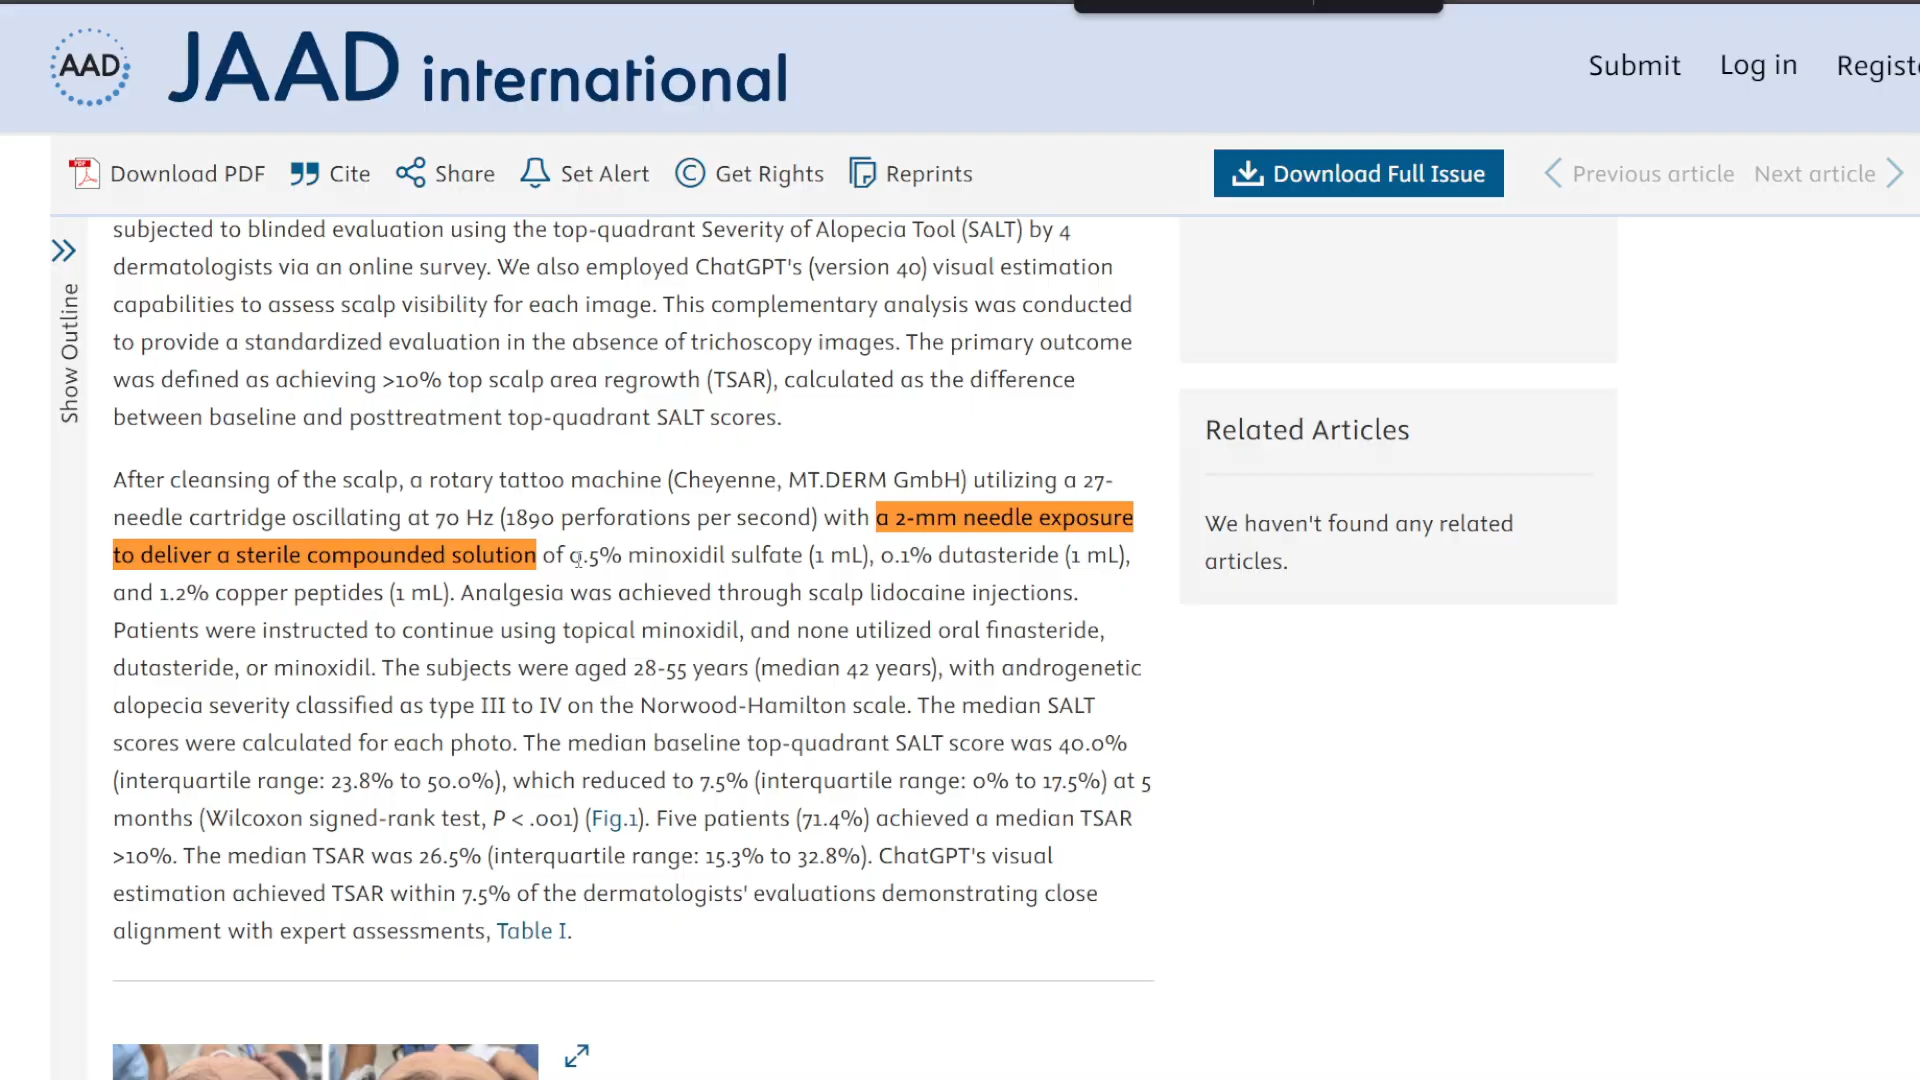 AAD
JAAD international
Submit
Log in
Download PDF
Cite
Share
Set Alert
Get Rights
Reprints
Download Full Issue
Previous article
Next article
Show Outline
subjected to blinded evaluation using the top-quadrant Severity of Alopecia Tool (SALT) by 4
dermatologists via an online survey. We also employed ChatGPT's (version 4o) visual estimation
capabilities to assess scalp visibility for each image. This complementary analysis was conducted
to provide a standardized evaluation in the absence of trichoscopy images. The primary outcome
was defined as achieving >10% top scalp area regrowth (TSAR), calculated as the difference
between baseline and posttreatment top-quadrant SALT scores.
After cleansing of the scalp, a rotary tattoo machine (Cheyenne, MT.DERM GmbH) utilizing a 27-
needle cartridge oscillating at 70 Hz (1890 perforations per second) with a 2-mm needle exposure
to deliver a sterile compounded solution of 0.5% minoxidil sulfate (1 mL), 0.1% dutasteride (1 mL),
and 1.2% copper peptides (1 mL). Analgesia was achieved through scalp lidocaine injections.
Patients were instructed to continue using topical minoxidil, and none utilized oral finasteride,
dutasteride, or minoxidil. The subjects were aged 28-55 years (median 42 years), with androgenetic
alopecia severity classified as type III to IV on the Norwood-Hamilton scale. The median SALT
scores were calculated for each photo. The median baseline top-quadrant SALT score was 40.0%
(interquartile range: 23.8% to 50.0%), which reduced to 7.5% (interquartile range: 0% to 17.5%) at 5
months (Wilcoxon signed-rank test, P < .001) (Fig.1). Five patients (71.4%) achieved a median TSAR
>10%. The median TSAR was 26.5% (interquartile range: 15.3% to 32.8%). ChatGPT's visual
estimation achieved TSAR within 7.5% of the dermatologists' evaluations demonstrating close
alignment with expert assessments, Table I.
Related Articles
We haven't found any related
articles.